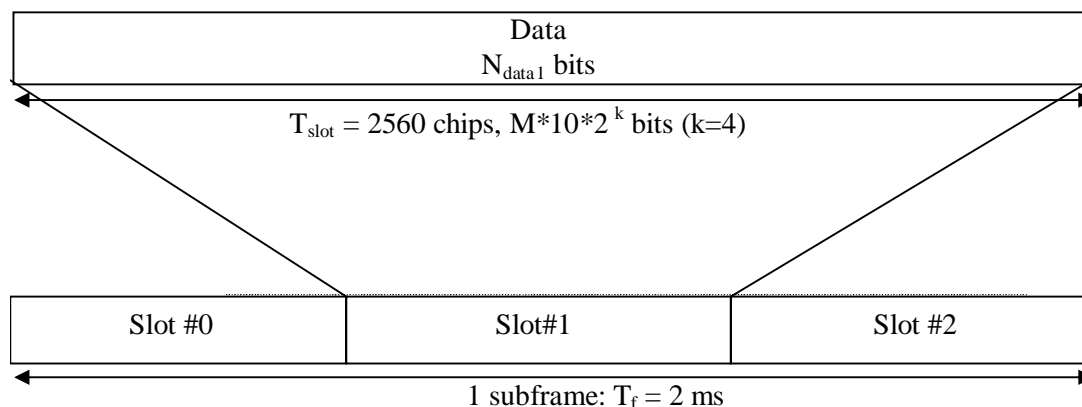 Data
N_data1 bits
T_slot = 2560 chips, M*10*2^k bits (k=4)
Slot #0 Slot#1 Slot #2
1 subframe: T_f = 2 ms